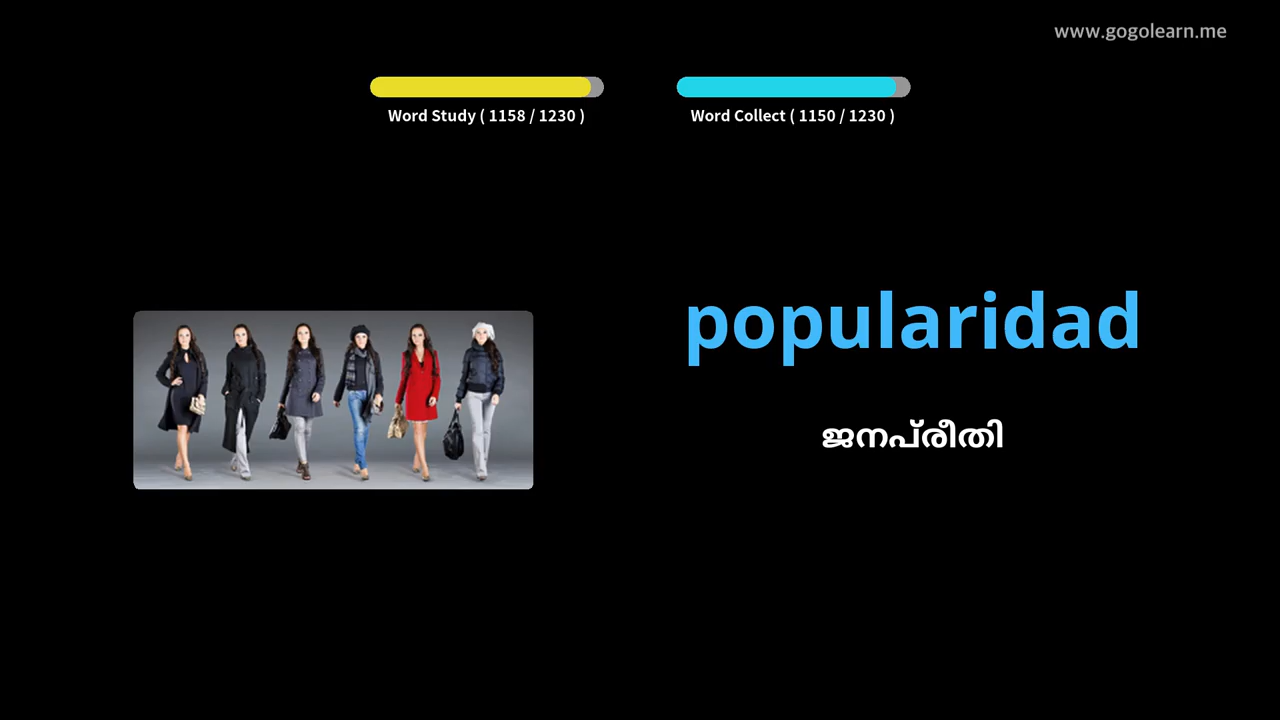 www.gogolearn.me
Word Study ( 1158 / 1230 )
Word Collect ( 1150 / 1230 )
popularidad
ജനപ്രീതി